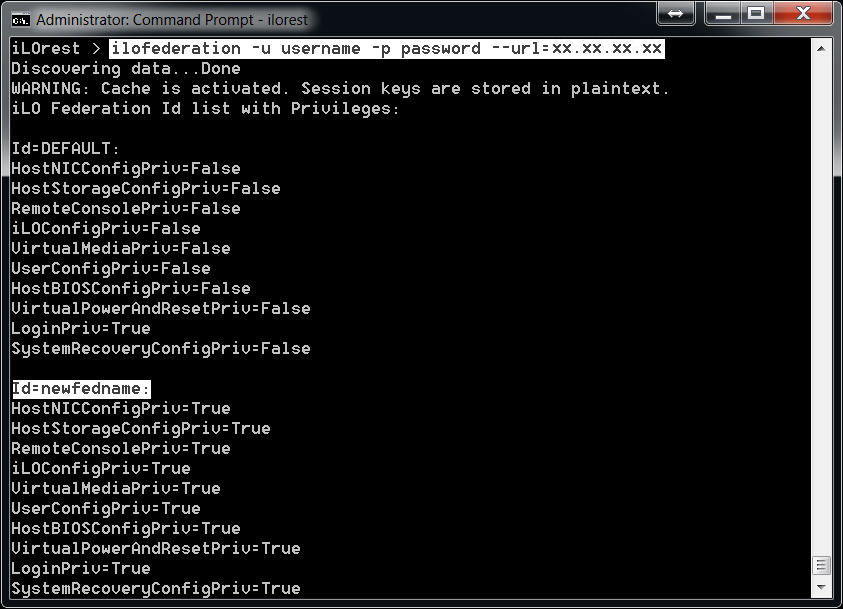 Administrator: Command Prompt - ilorest
iLOrest > ilofederation -u username -p password --url=xx.xx.xx.xx
Discovering data...Done
WARNING: Cache is activated. Session keys are stored in plaintext.
iLO Federation Id list with Privileges:
Id=DEFAULT:
HostNICConfigPriv=False
HostStorageConfigPriv=False
RemoteConsolePriv=False
iLOConfigPriv=False
VirtualMediaPriv=False
UserConfigPriv=False
HostBIOSConfigPriv=False
VirtualPowerAndResetPriv=False
LoginPriv=True
SystemRecoveryConfigPriv=False
Id=newfedname:
HostNICConfigPriv=True
HostStorageConfigPriv=True
RemoteConsolePriv=True
iLOConfigPriv=True
VirtualMediaPriv=True
UserConfigPriv=True
HostBIOSConfigPriv=True
VirtualPowerAndResetPriv=True
LoginPriv=True
SystemRecoveryConfigPriv=True